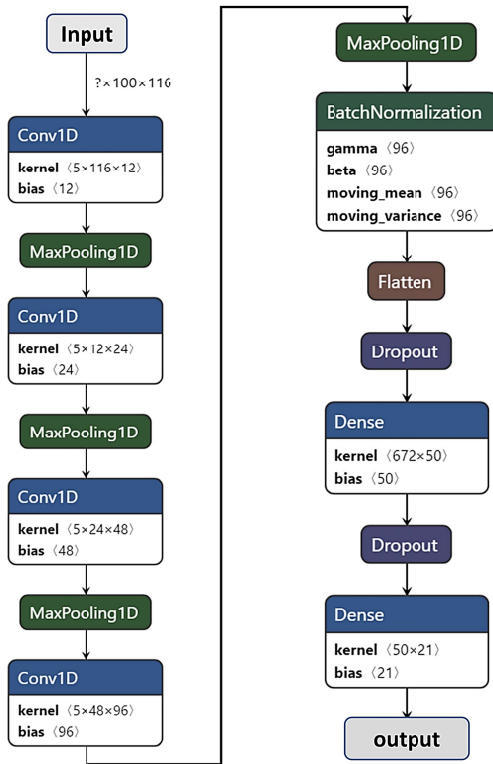 Input
?×100×116
Conv1D
kernel ⟨5×116×12⟩
bias ⟨12⟩
MaxPooling1D
Conv1D
kernel ⟨5×12×24⟩
bias ⟨24⟩
MaxPooling1D
Conv1D
kernel ⟨5×24×48⟩
bias ⟨48⟩
MaxPooling1D
Conv1D
kernel ⟨5×48×96⟩
bias ⟨96⟩
MaxPooling1D
BatchNormalization
gamma ⟨96⟩
beta ⟨96⟩
moving_mean ⟨96⟩
moving_variance ⟨96⟩
Flatten
Dropout
Dense
kernel ⟨672×50⟩
bias ⟨50⟩
Dropout
Dense
kernel ⟨50×21⟩
bias ⟨21⟩
output